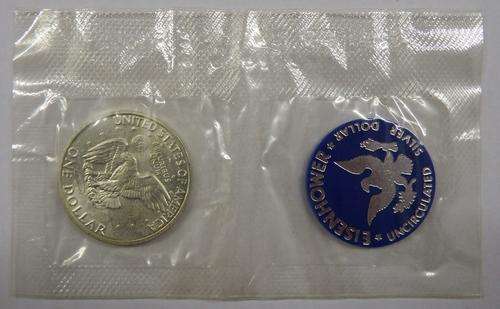 UNITED STATES OF AMERICA
ONE DOLLAR
EISENHOWER
UNCIRCULATED
SILVER DOLLAR